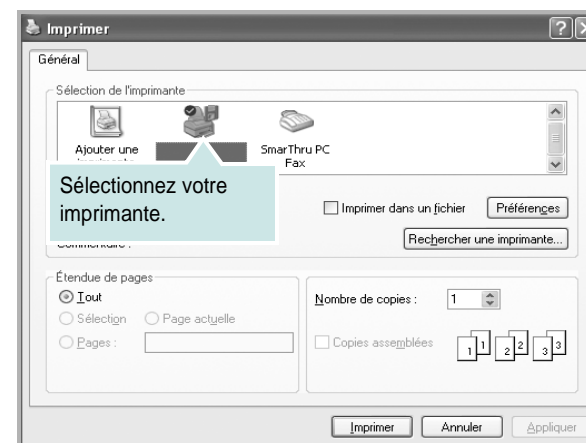 Imprimer
Général
Sélection de l'imprimante
Ajouter une
SmarThru PC
Fax
Sélectionnez votre
imprimante.
Imprimer dans un fichier
Préférences
Rechercher une imprimante...
Étendue de pages
Tout
Sélection
Page actuelle
Pages :
Nombre de copies :
1
Copies assemblées
1 1 2 2 3 3
Imprimer
Annuler
Appliquer